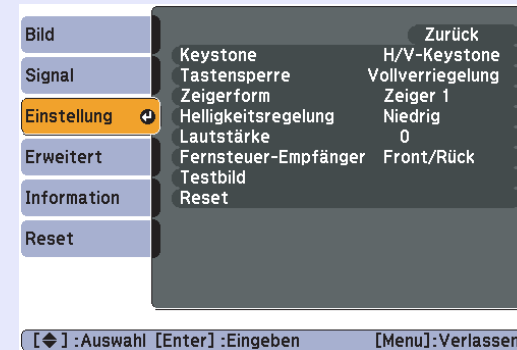 Bild
Signal
Einstellung
Erweitert
Information
Reset
Zurück
Keystone H/V-Keystone
Tastensperre Vollverriegelung
Zeigerform Zeiger 1
Helligkeitsregelung Niedrig
Lautstärke 0
Fernsteuer-Empfänger Front/Rück
Testbild
Reset
[◆] :Auswahl [Enter] :Eingeben [Menu]:Verlassen